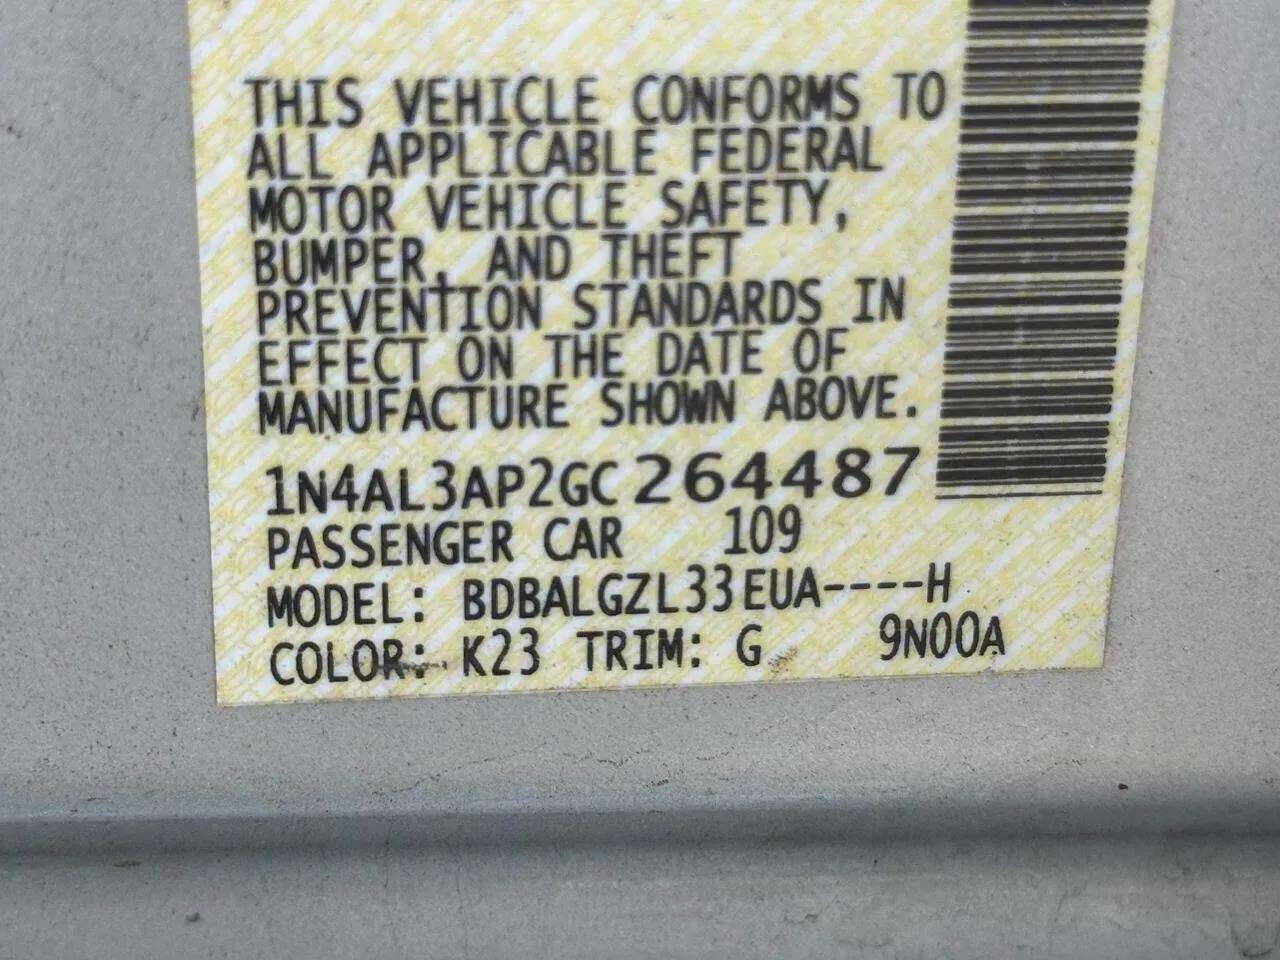 THIS VEHICLE CONFORMS TO
ALL APPLICABLE FEDERAL
MOTOR VEHICLE SAFETY,
BUMPER, AND THEFT
PREVENTION STANDARDS IN
EFFECT ON THE DATE OF
MANUFACTURE SHOWN ABOVE.
1N4AL3AP2GC264487
PASSENGER CAR 109
MODEL: BDBALGZL33EUA----H
COLOR: K23 TRIM: G 9N00A